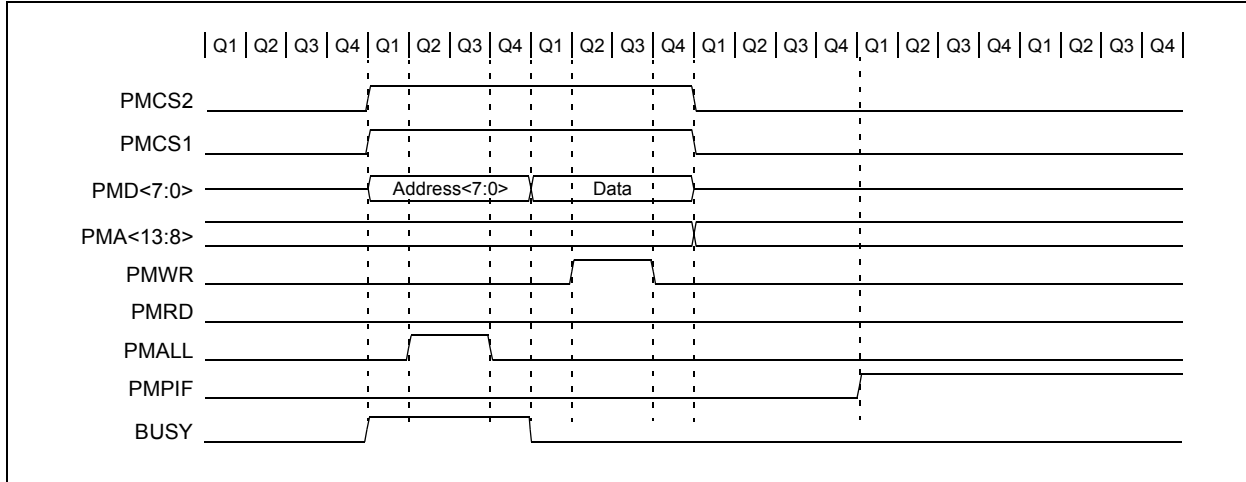 Q1 Q2 Q3 Q4 Q1 Q2 Q3 Q4 Q1 Q2 Q3 Q4 Q1 Q2 Q3 Q4 Q1 Q2 Q3 Q4 Q1 Q2 Q3 Q4
PMCS2
PMCS1
PMD<7:0> Address<7:0> Data
PMA<13:8>
PMWR
PMRD
PMALL
PMPIF
BUSY